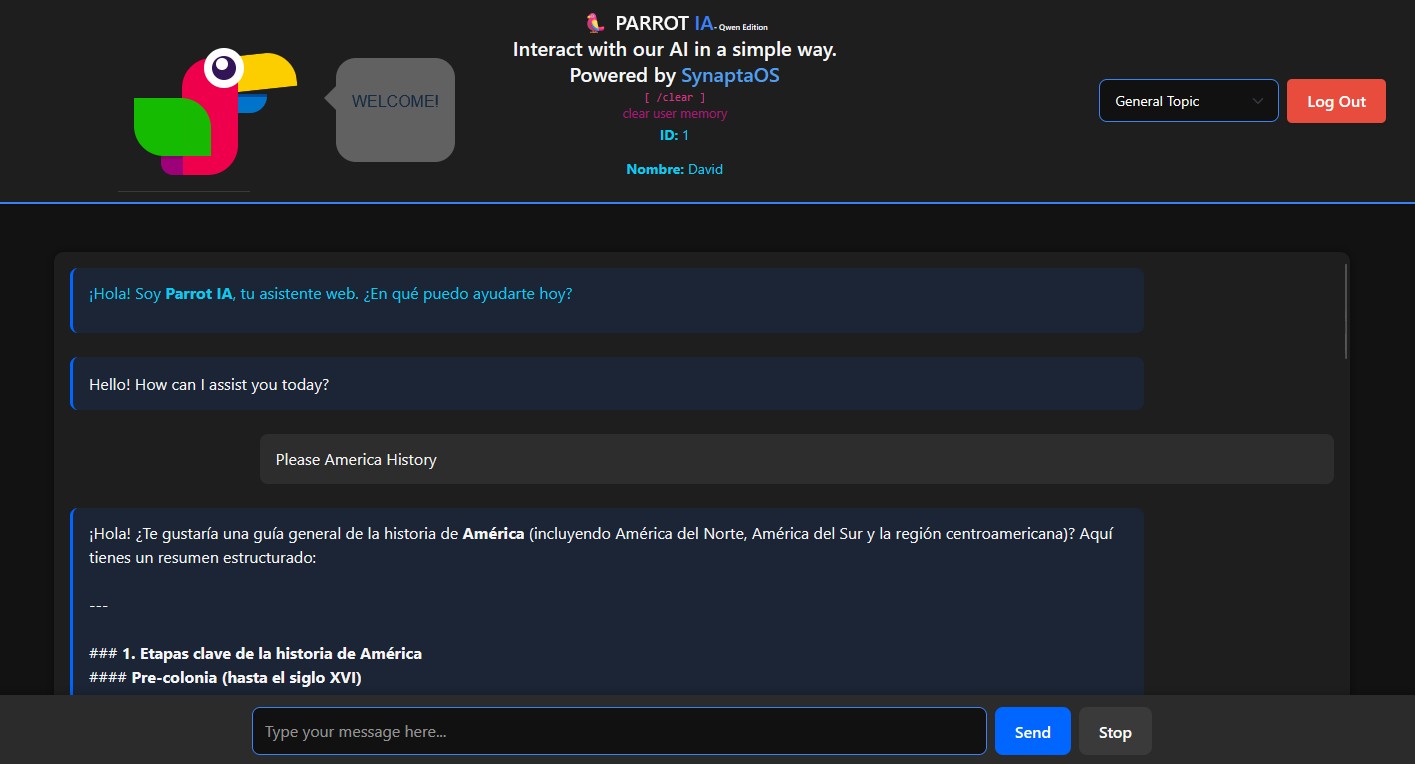 PARROT IA- Qwen Edition
Interact with our AI in a simple way.
Powered by SynaptaOS
[ /clear ]
clear user memory
ID: 1
Nombre: David
WELCOME!
General Topic
Log Out
¡Hola! Soy Parrot IA, tu asistente web. ¿En qué puedo ayudarte hoy?
Hello! How can I assist you today?
Please America History
¡Hola! ¿Te gustaría una guía general de la historia de América (incluyendo América del Norte, América del Sur y la región centroamericana)? Aquí
tienes un resumen estructurado:
---
### 1. Etapas clave de la historia de América
#### Pre-colonia (hasta el siglo XVI)
Type your message here...
Send
Stop